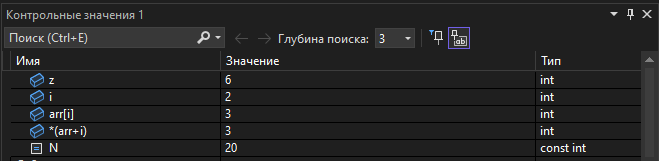 Контрольные значения 1
Поиск (Ctrl+E) Глубина поиска: 3
Имя Значение Тип
z 6 int
i 2 int
arr[i] 3 int
*(arr+i) 3 int
N 20 const int